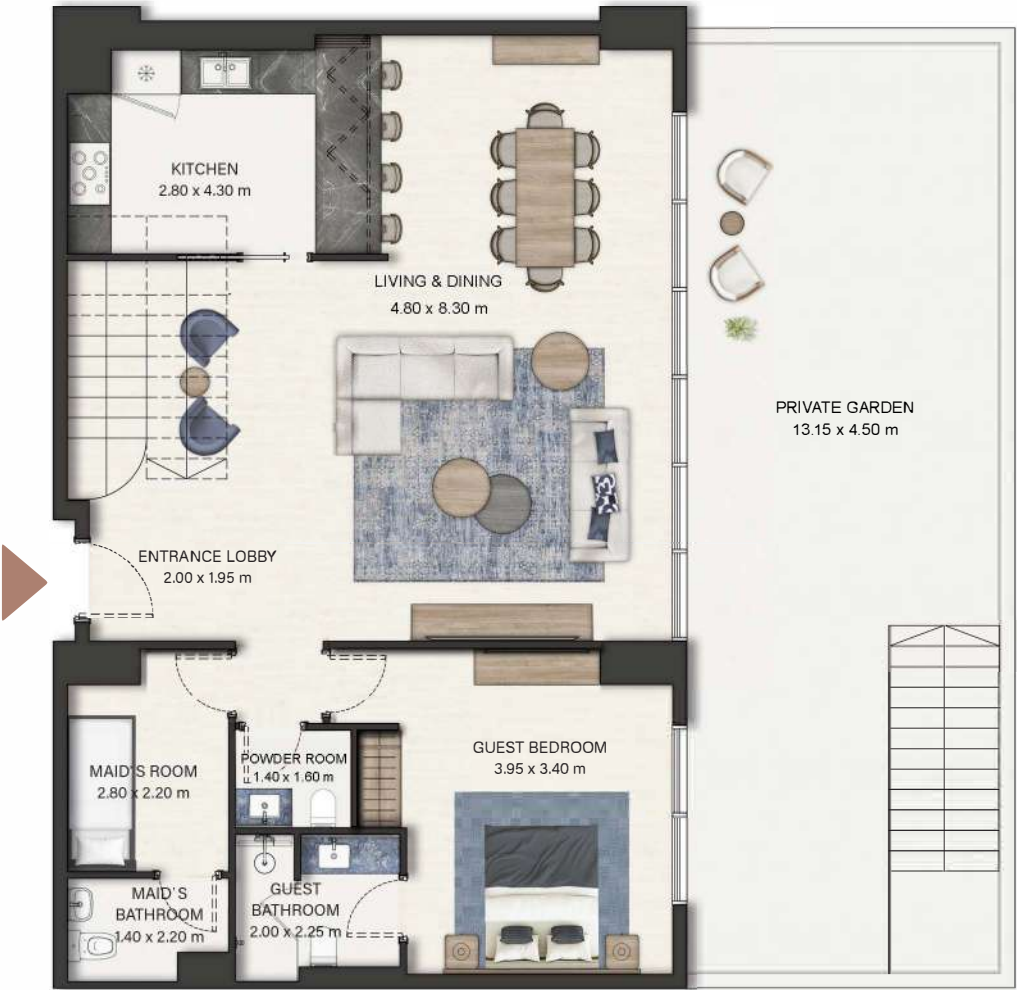 KITCHEN
2.80 x 4.30 m
LIVING & DINING
4.80 x 8.30 m
PRIVATE GARDEN
13.15 x 4.50 m
ENTRANCE LOBBY
2.00 x 1.95 m
GUEST BEDROOM
3.95 x 3.40 m
POWDER ROOM
1.40 x 1.60 m
MAID'S ROOM
2.80 x 2.20 m
MAID'S
BATHROOM
1.40 x 2.20 m
GUEST
BATHROOM
2.00 x 2.25 m